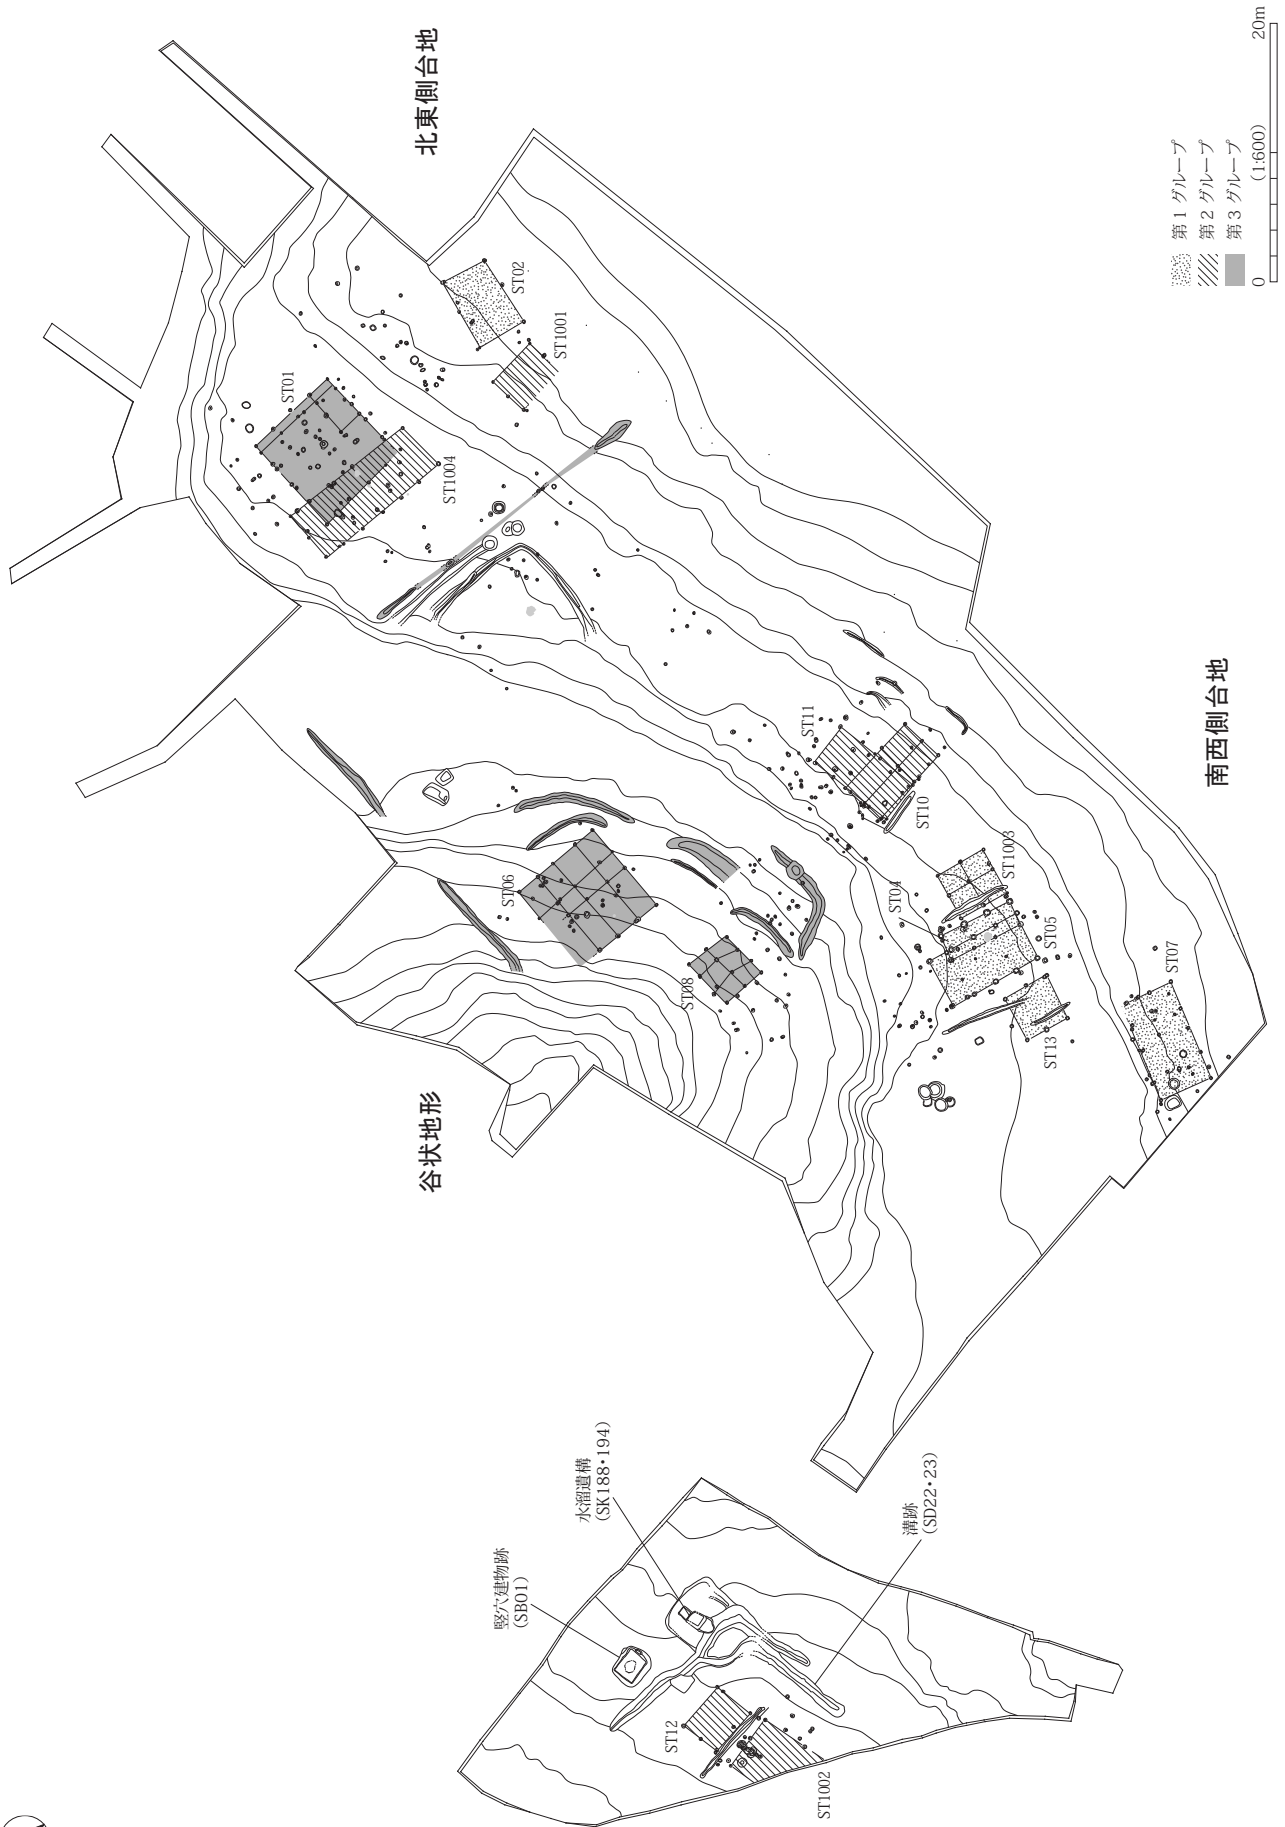 北東側台地
ST02
ST1001
ST01
ST1004
第1グループ
第2グループ
第3グループ
0 (1:600) 20m
南西側台地
ST11
ST10
ST1003
ST04
ST05
ST07
ST13
ST06
ST08
谷状地形
水溜遺構
(SK188・194)
竪穴建物跡
(SB01)
溝跡
(SD22・23)
ST12
ST1002